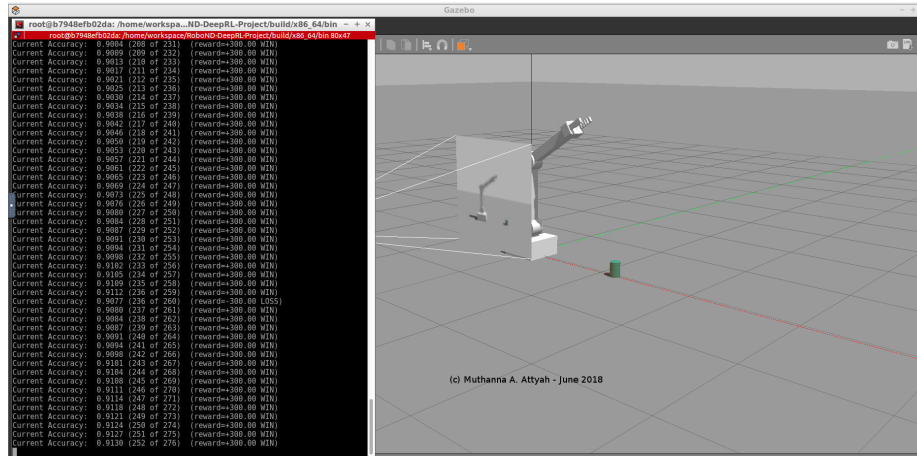 Gazebo
root@b7948efb02da: /home/workspa...ND-DeepRL-Project/build/x86_64/bin
root@b7948efb02da: /home/workspace/RoboND-DeepRL-Project/build/x86_64/bin 80x47
Current Accuracy: 0.9004 (208 of 231) (reward=+300.00 WIN)
Current Accuracy: 0.9009 (209 of 232) (reward=+300.00 WIN)
Current Accuracy: 0.9013 (210 of 233) (reward=+300.00 WIN)
Current Accuracy: 0.9017 (211 of 234) (reward=+300.00 WIN)
Current Accuracy: 0.9021 (212 of 235) (reward=+300.00 WIN)
Current Accuracy: 0.9025 (213 of 236) (reward=+300.00 WIN)
Current Accuracy: 0.9030 (214 of 237) (reward=+300.00 WIN)
Current Accuracy: 0.9034 (215 of 238) (reward=+300.00 WIN)
Current Accuracy: 0.9038 (216 of 239) (reward=+300.00 WIN)
Current Accuracy: 0.9042 (217 of 240) (reward=+300.00 WIN)
Current Accuracy: 0.9046 (218 of 241) (reward=+300.00 WIN)
Current Accuracy: 0.9050 (219 of 242) (reward=+300.00 WIN)
Current Accuracy: 0.9053 (220 of 243) (reward=+300.00 WIN)
Current Accuracy: 0.9057 (221 of 244) (reward=+300.00 WIN)
Current Accuracy: 0.9061 (222 of 245) (reward=+300.00 WIN)
Current Accuracy: 0.9065 (223 of 246) (reward=+300.00 WIN)
Current Accuracy: 0.9069 (224 of 247) (reward=+300.00 WIN)
Current Accuracy: 0.9073 (225 of 248) (reward=+300.00 WIN)
Current Accuracy: 0.9076 (226 of 249) (reward=+300.00 WIN)
Current Accuracy: 0.9080 (227 of 250) (reward=+300.00 WIN)
Current Accuracy: 0.9084 (228 of 251) (reward=+300.00 WIN)
Current Accuracy: 0.9087 (229 of 252) (reward=+300.00 WIN)
Current Accuracy: 0.9091 (230 of 253) (reward=+300.00 WIN)
Current Accuracy: 0.9094 (231 of 254) (reward=+300.00 WIN)
Current Accuracy: 0.9098 (232 of 255) (reward=+300.00 WIN)
Current Accuracy: 0.9102 (233 of 256) (reward=+300.00 WIN)
Current Accuracy: 0.9105 (234 of 257) (reward=+300.00 WIN)
Current Accuracy: 0.9109 (235 of 258) (reward=+300.00 WIN)
Current Accuracy: 0.9112 (236 of 259) (reward=+300.00 WIN)
Current Accuracy: 0.9077 (236 of 260) (reward=-300.00 LOSS)
Current Accuracy: 0.9080 (237 of 261) (reward=+300.00 WIN)
Current Accuracy: 0.9084 (238 of 262) (reward=+300.00 WIN)
Current Accuracy: 0.9087 (239 of 263) (reward=+300.00 WIN)
Current Accuracy: 0.9091 (240 of 264) (reward=+300.00 WIN)
Current Accuracy: 0.9094 (241 of 265) (reward=+300.00 WIN)
Current Accuracy: 0.9098 (242 of 266) (reward=+300.00 WIN)
Current Accuracy: 0.9101 (243 of 267) (reward=+300.00 WIN)
Current Accuracy: 0.9104 (244 of 268) (reward=+300.00 WIN)
Current Accuracy: 0.9108 (245 of 269) (reward=+300.00 WIN)
Current Accuracy: 0.9111 (246 of 270) (reward=+300.00 WIN)
Current Accuracy: 0.9114 (247 of 271) (reward=+300.00 WIN)
Current Accuracy: 0.9118 (248 of 272) (reward=+300.00 WIN)
Current Accuracy: 0.9121 (249 of 273) (reward=+300.00 WIN)
Current Accuracy: 0.9124 (250 of 274) (reward=+300.00 WIN)
Current Accuracy: 0.9127 (251 of 275) (reward=+300.00 WIN)
Current Accuracy: 0.9130 (252 of 276) (reward=+300.00 WIN)
(c) Muthanna A. Attyah - June 2018